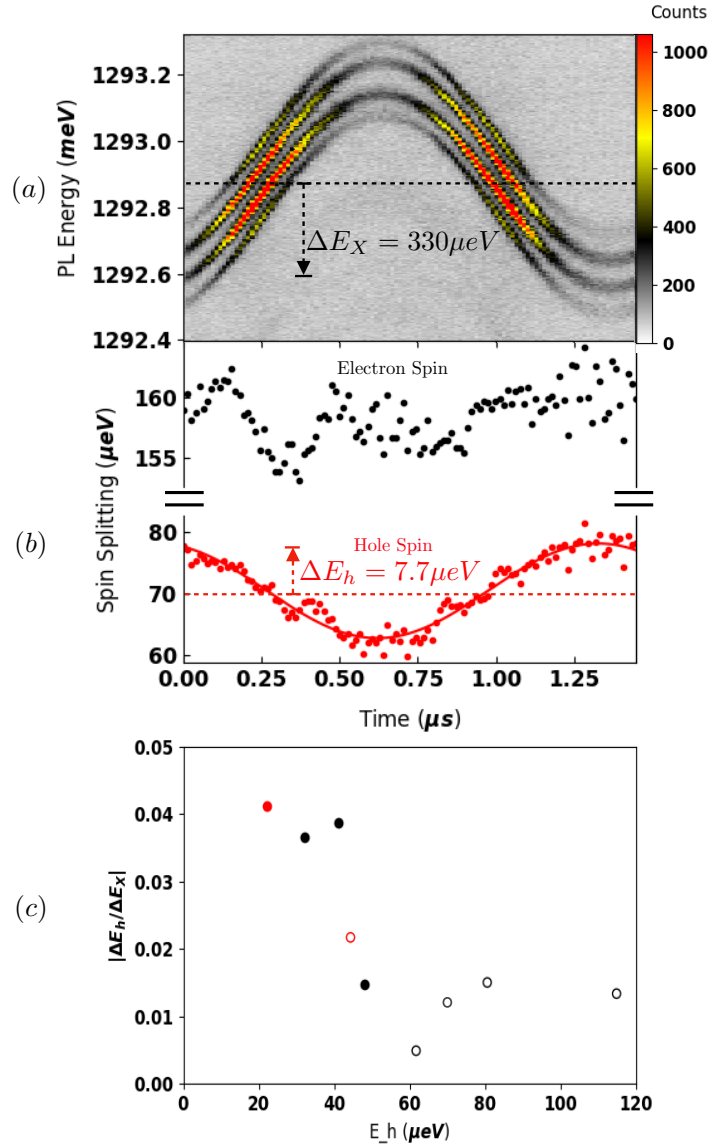 Counts
(a)
PL Energy (meV)
1293.2
1293.0
1292.8
1292.6
1292.4
ΔE_X = 330μeV
1000
800
600
400
200
0
Electron Spin
Spin Splitting (μeV)
160
155
(b)
80
70
60
Hole Spin
ΔE_h = 7.7μeV
0.00 0.25 0.50 0.75 1.00 1.25
Time (μs)
(c)
|ΔE_h/ΔE_X|
0.05
0.04
0.03
0.02
0.01
0.00
0 20 40 60 80 100 120
E_h (μeV)